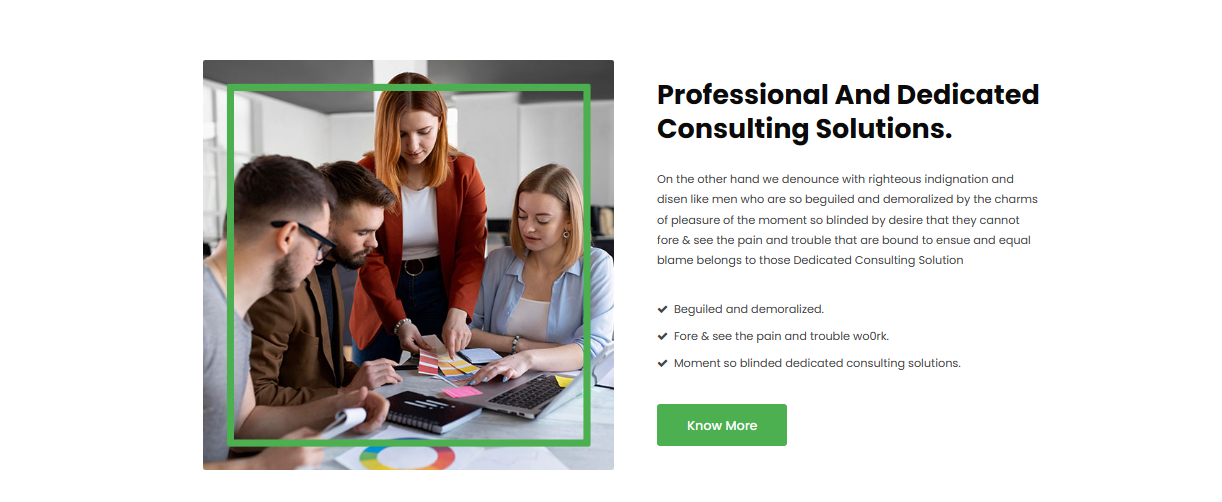 Professional And Dedicated
Consulting Solutions.
On the other hand we denounce with righteous indignation and
disen like men who are so beguiled and demoralized by the charms
of pleasure of the moment so blinded by desire that they cannot
fore & see the pain and trouble that are bound to ensue and equal
blame belongs to those Dedicated Consulting Solution
Beguiled and demoralized.
Fore & see the pain and trouble wo0rk.
Moment so blinded dedicated consulting solutions.
Know More